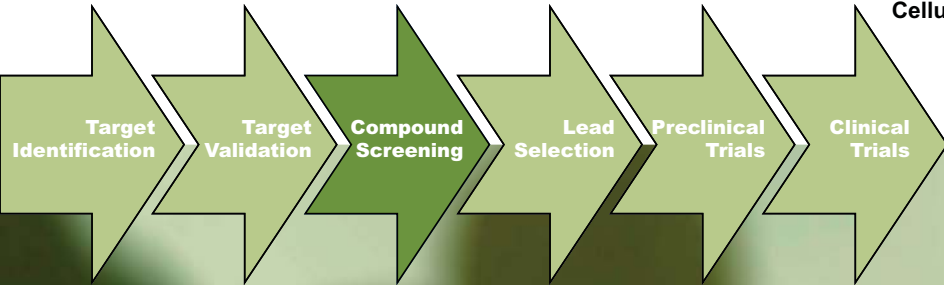 Cellu
Target
Identification
Target
Validation
Compound
Screening
Lead
Selection
Preclinical
Trials
Clinical
Trials